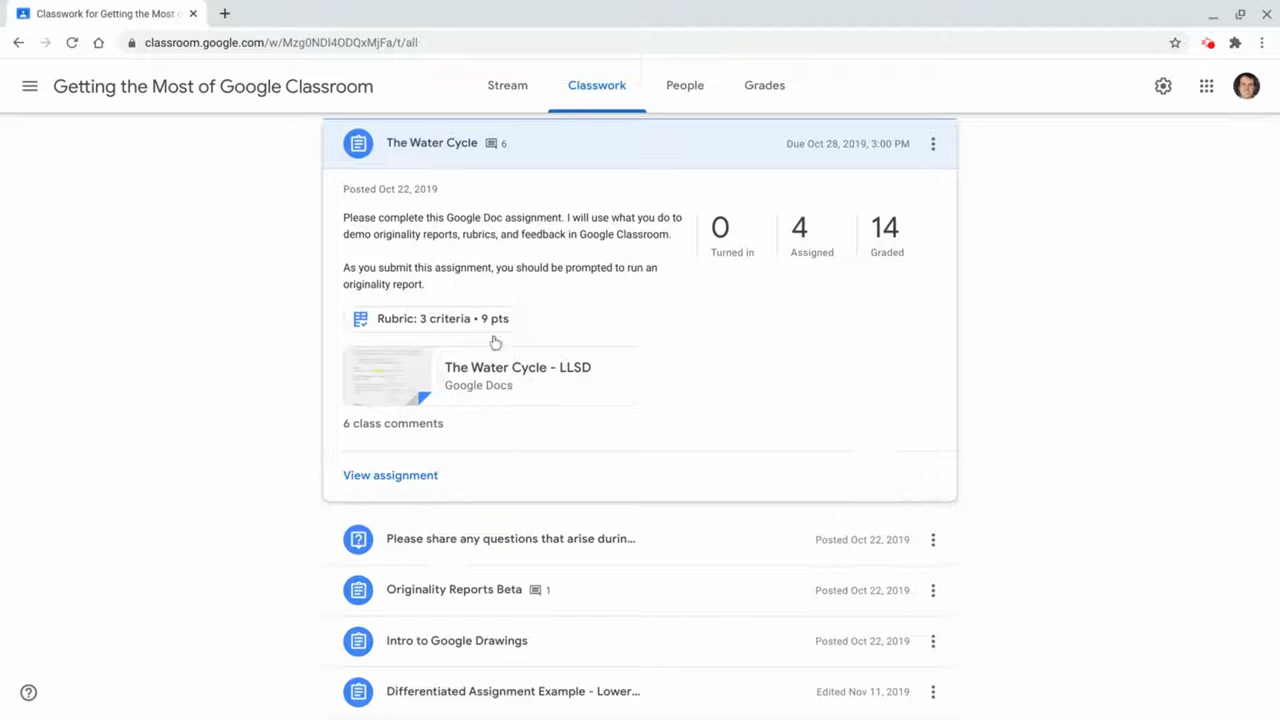 Classwork for Getting the Most o
classroom.google.com/w/Mzg0NDI4ODQxMjFa/t/all
Getting the Most of Google Classroom
Stream
Classwork
People
Grades
The Water Cycle 6
Due Oct 28, 2019, 3:00 PM
Posted Oct 22, 2019
Please complete this Google Doc assignment. I will use what you do to
demo originality reports, rubrics, and feedback in Google Classroom.
As you submit this assignment, you should be prompted to run an
originality report.
0
Turned in
4
Assigned
14
Graded
Rubric: 3 criteria • 9 pts
The Water Cycle - LLSD
Google Docs
6 class comments
View assignment
Please share any questions that arise durin...
Posted Oct 22, 2019
Originality Reports Beta 1
Posted Oct 22, 2019
Intro to Google Drawings
Posted Oct 22, 2019
Differentiated Assignment Example - Lower...
Edited Nov 11, 2019